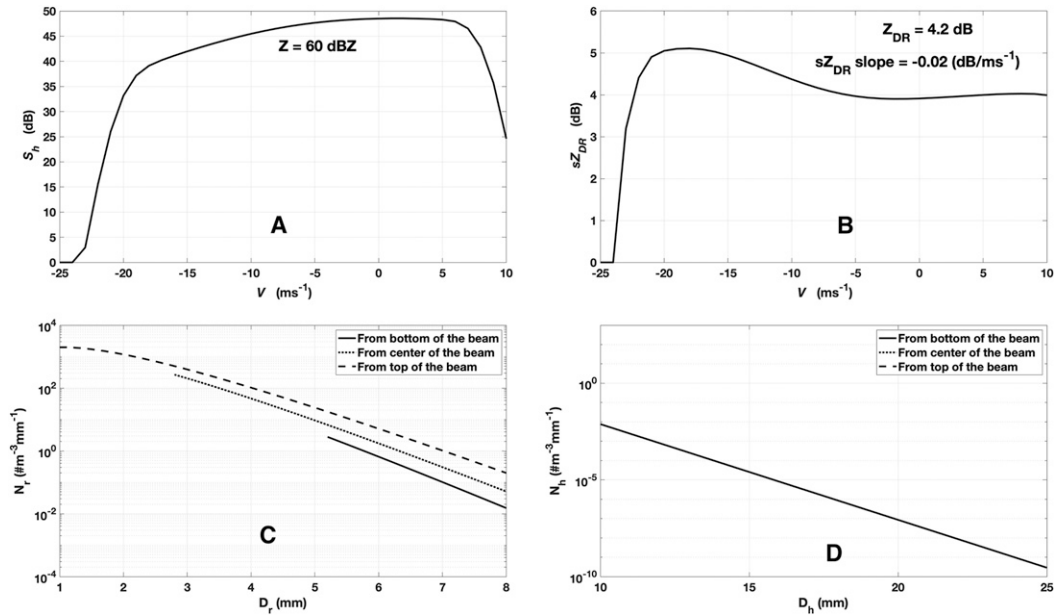 50
45
40
35
30
25
20
15
10
5
0
S_h (dB)
Z = 60 dBZ
A
-25 -20 -15 -10 -5 0 5 10
V (ms⁻¹)
6
5
4
3
2
1
0
sZ_DR (dB)
Z_DR = 4.2 dB
sZ_DR slope = -0.02 (dB/ms⁻¹)
B
-25 -20 -15 -10 -5 0 5 10
V (ms⁻¹)
10⁴
10²
10⁰
10⁻²
10⁻⁴
N_r (#m⁻³mm⁻¹)
From bottom of the beam
From center of the beam
From top of the beam
C
1 2 3 4 5 6 7 8
D_r (mm)
10⁰
10⁻⁵
10⁻¹⁰
N_h (#m⁻³mm⁻¹)
From bottom of the beam
From center of the beam
From top of the beam
D
10 15 20 25
D_h (mm)